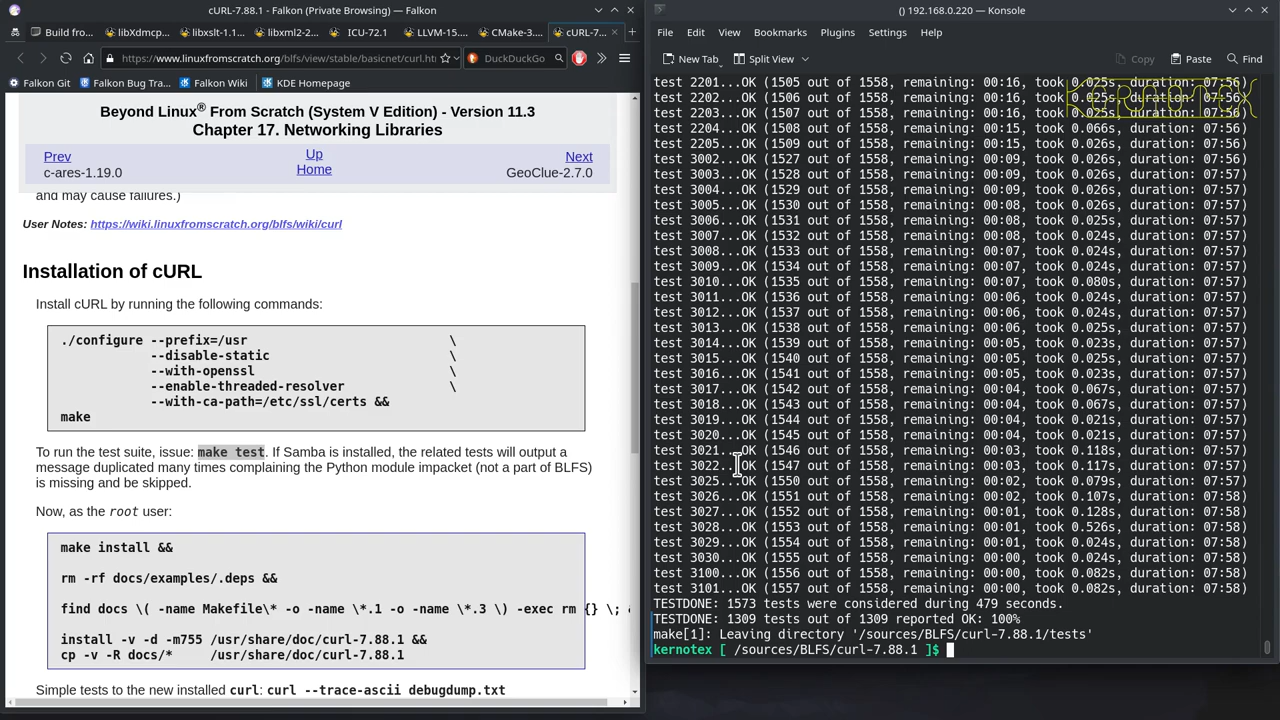 cURL-7.88.1 - Falkon (Private Browsing) — Falkon
Build from
libXdmcp...
libxslt-1.1...
libxml2-2...
ICU-72.1
LLVM-15....
CMake-3....
cURL-7...
https://www.linuxfromscratch.org/blfs/view/stable/basicnet/curl.ht
DuckDuckGo
Falkon Git
Falkon Bug Tra...
Falkon Wiki
KDE Homepage
Beyond Linux® From Scratch (System V Edition) - Version 11.3
Chapter 17. Networking Libraries
Prev
Up
Next
c-ares-1.19.0
Home
GeoClue-2.7.0
and may cause failures.)
User Notes: https://wiki.linuxfromscratch.org/blfs/wiki/curl
Installation of cURL
Install cURL by running the following commands:
./configure --prefix=/usr \
--disable-static \
--with-openssl \
--enable-threaded-resolver \
--with-ca-path=/etc/ssl/certs &&
make
To run the test suite, issue: make test. If Samba is installed, the related tests will output a
message duplicated many times complaining the Python module impacket (not a part of BLFS)
is missing and be skipped.
Now, as the root user:
make install &&
rm -rf docs/examples/.deps &&
find docs \( -name Makefile\* -o -name \*.1 -o -name \*.3 \) -exec rm {} \; &
install -v -d -m755 /usr/share/doc/curl-7.88.1 &&
cp -v -R docs/* /usr/share/doc/curl-7.88.1
Simple tests to the new installed curl: curl --trace-ascii debugdump.txt
() 192.168.0.220 — Konsole
File Edit View Bookmarks Plugins Settings Help
New Tab Split View Copy Paste Find
test 2201...OK (1505 out of 1558, remaining: 00:16, took 0.025s, duration: 07:56)
test 2202...OK (1506 out of 1558, remaining: 00:16, took 0.025s, duration: 07:56)
test 2203...OK (1507 out of 1558, remaining: 00:16, took 0.025s, duration: 07:56)
test 2204...OK (1508 out of 1558, remaining: 00:15, took 0.066s, duration: 07:56)
test 2205...OK (1509 out of 1558, remaining: 00:15, took 0.026s, duration: 07:56)
test 3002...OK (1527 out of 1558, remaining: 00:09, took 0.026s, duration: 07:56)
test 3003...OK (1528 out of 1558, remaining: 00:09, took 0.024s, duration: 07:56)
test 3004...OK (1529 out of 1558, remaining: 00:09, took 0.026s, duration: 07:56)
test 3005...OK (1530 out of 1558, remaining: 00:08, took 0.026s, duration: 07:56)
test 3006...OK (1531 out of 1558, remaining: 00:08, took 0.025s, duration: 07:56)
test 3007...OK (1532 out of 1558, remaining: 00:08, took 0.024s, duration: 07:57)
test 3008...OK (1533 out of 1558, remaining: 00:07, took 0.024s, duration: 07:57)
test 3009...OK (1534 out of 1558, remaining: 00:07, took 0.024s, duration: 07:57)
test 3010...OK (1535 out of 1558, remaining: 00:07, took 0.080s, duration: 07:57)
test 3011...OK (1536 out of 1558, remaining: 00:06, took 0.024s, duration: 07:57)
test 3012...OK (1537 out of 1558, remaining: 00:06, took 0.024s, duration: 07:57)
test 3013...OK (1538 out of 1558, remaining: 00:06, took 0.025s, duration: 07:57)
test 3014...OK (1539 out of 1558, remaining: 00:05, took 0.023s, duration: 07:57)
test 3015...OK (1540 out of 1558, remaining: 00:05, took 0.025s, duration: 07:57)
test 3016...OK (1541 out of 1558, remaining: 00:05, took 0.023s, duration: 07:57)
test 3017...OK (1542 out of 1558, remaining: 00:04, took 0.067s, duration: 07:57)
test 3018...OK (1543 out of 1558, remaining: 00:04, took 0.067s, duration: 07:57)
test 3019...OK (1544 out of 1558, remaining: 00:04, took 0.021s, duration: 07:57)
test 3020...OK (1545 out of 1558, remaining: 00:04, took 0.021s, duration: 07:57)
test 3021...OK (1546 out of 1558, remaining: 00:03, took 0.118s, duration: 07:57)
test 3022...OK (1547 out of 1558, remaining: 00:03, took 0.117s, duration: 07:57)
test 3025...OK (1550 out of 1558, remaining: 00:02, took 0.079s, duration: 07:57)
test 3026...OK (1551 out of 1558, remaining: 00:02, took 0.107s, duration: 07:58)
test 3027...OK (1552 out of 1558, remaining: 00:01, took 0.128s, duration: 07:58)
test 3028...OK (1553 out of 1558, remaining: 00:01, took 0.526s, duration: 07:58)
test 3029...OK (1554 out of 1558, remaining: 00:01, took 0.024s, duration: 07:58)
test 3030...OK (1555 out of 1558, remaining: 00:00, took 0.024s, duration: 07:58)
test 3100...OK (1556 out of 1558, remaining: 00:00, took 0.082s, duration: 07:58)
test 3101...OK (1557 out of 1558, remaining: 00:00, took 0.082s, duration: 07:58)
TESTDONE: 1573 tests were considered during 479 seconds.
TESTDONE: 1309 tests out of 1309 reported OK: 100%
make[1]: Leaving directory '/sources/BLFS/curl-7.88.1/tests'
kernotex [ /sources/BLFS/curl-7.88.1 ]$